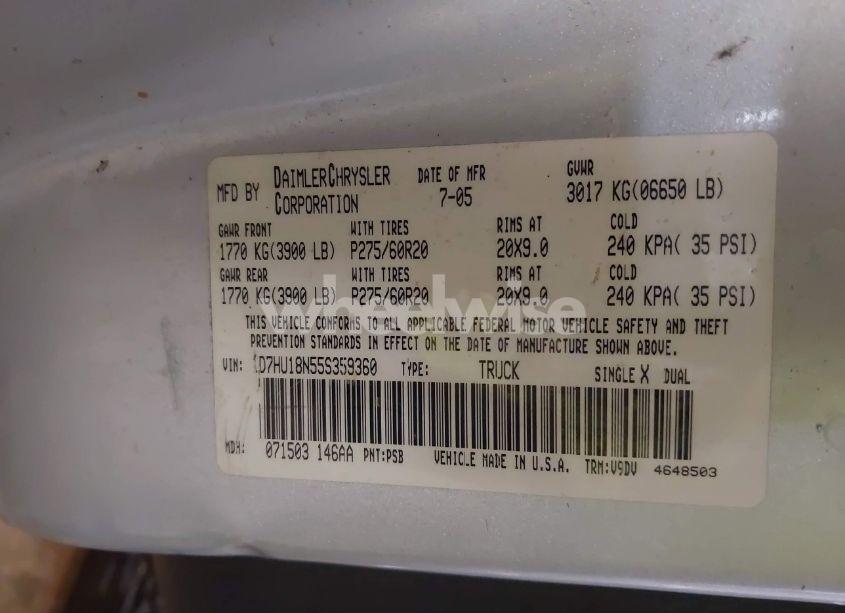 MFD BY DAIMLERCHRYSLER CORPORATION DATE OF MFR 7-05 GVWR 3017 KG(06650 LB)
GAWR FRONT WITH TIRES RIMS AT COLD
1770 KG(3900 LB) P275/60R20 20X9.0 240 KPA( 35 PSI)
GAWR REAR WITH TIRES RIMS AT COLD
1770 KG(3900 LB) P275/60R20 20X9.0 240 KPA( 35 PSI)
wheelwise
THIS VEHICLE CONFORMS TO ALL APPLICABLE FEDERAL MOTOR VEHICLE SAFETY AND THEFT
PREVENTION STANDARDS IN EFFECT ON THE DATE OF MANUFACTURE SHOWN ABOVE.
VIN: D7HU18N55S359360 TYPE: TRUCK SINGLE X DUAL
MDH: 071503 146AA PNT:PSB VEHICLE MADE IN U.S.A. TRM:V9DV 4648503